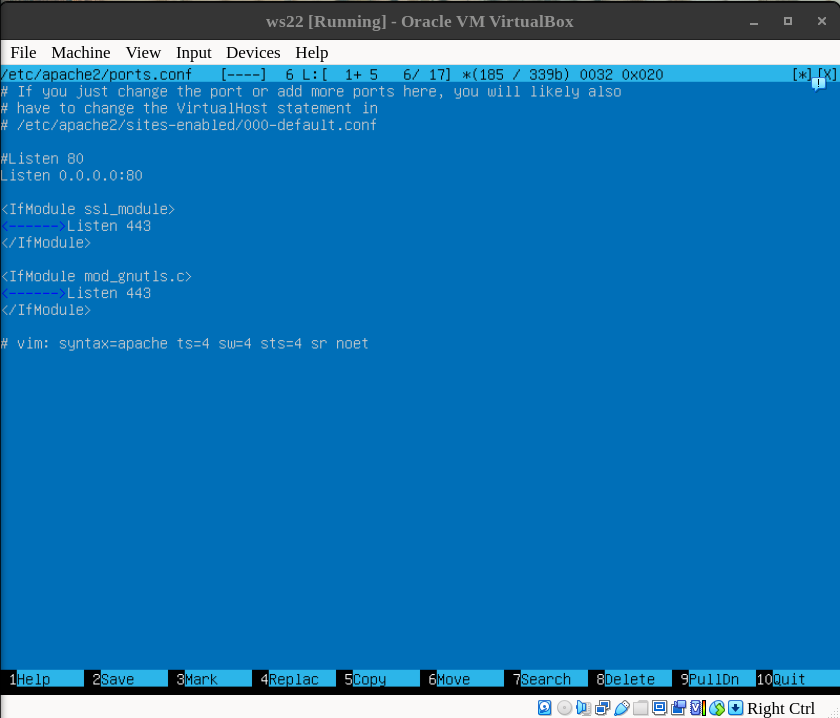 ws22 [Running] - Oracle VM VirtualBox
File Machine View Input Devices Help
/etc/apache2/ports.conf [----] 6 L:[ 1+ 5 6/ 17] *(185 / 339b) 0032 0x020 [*][X]
# If you just change the port or add more ports here, you will likely also
# have to change the VirtualHost statement in
# /etc/apache2/sites-enabled/000-default.conf
#Listen 80
Listen 0.0.0.0:80
<IfModule ssl_module>
<------>Listen 443
</IfModule>
<IfModule mod_gnutls.c>
<------>Listen 443
</IfModule>
# vim: syntax=apache ts=4 sw=4 sts=4 sr noet
1Help 2Save 3Mark 4Replac 5Copy 6Move 7Search 8Delete 9PullDn 10Quit
Right Ctrl